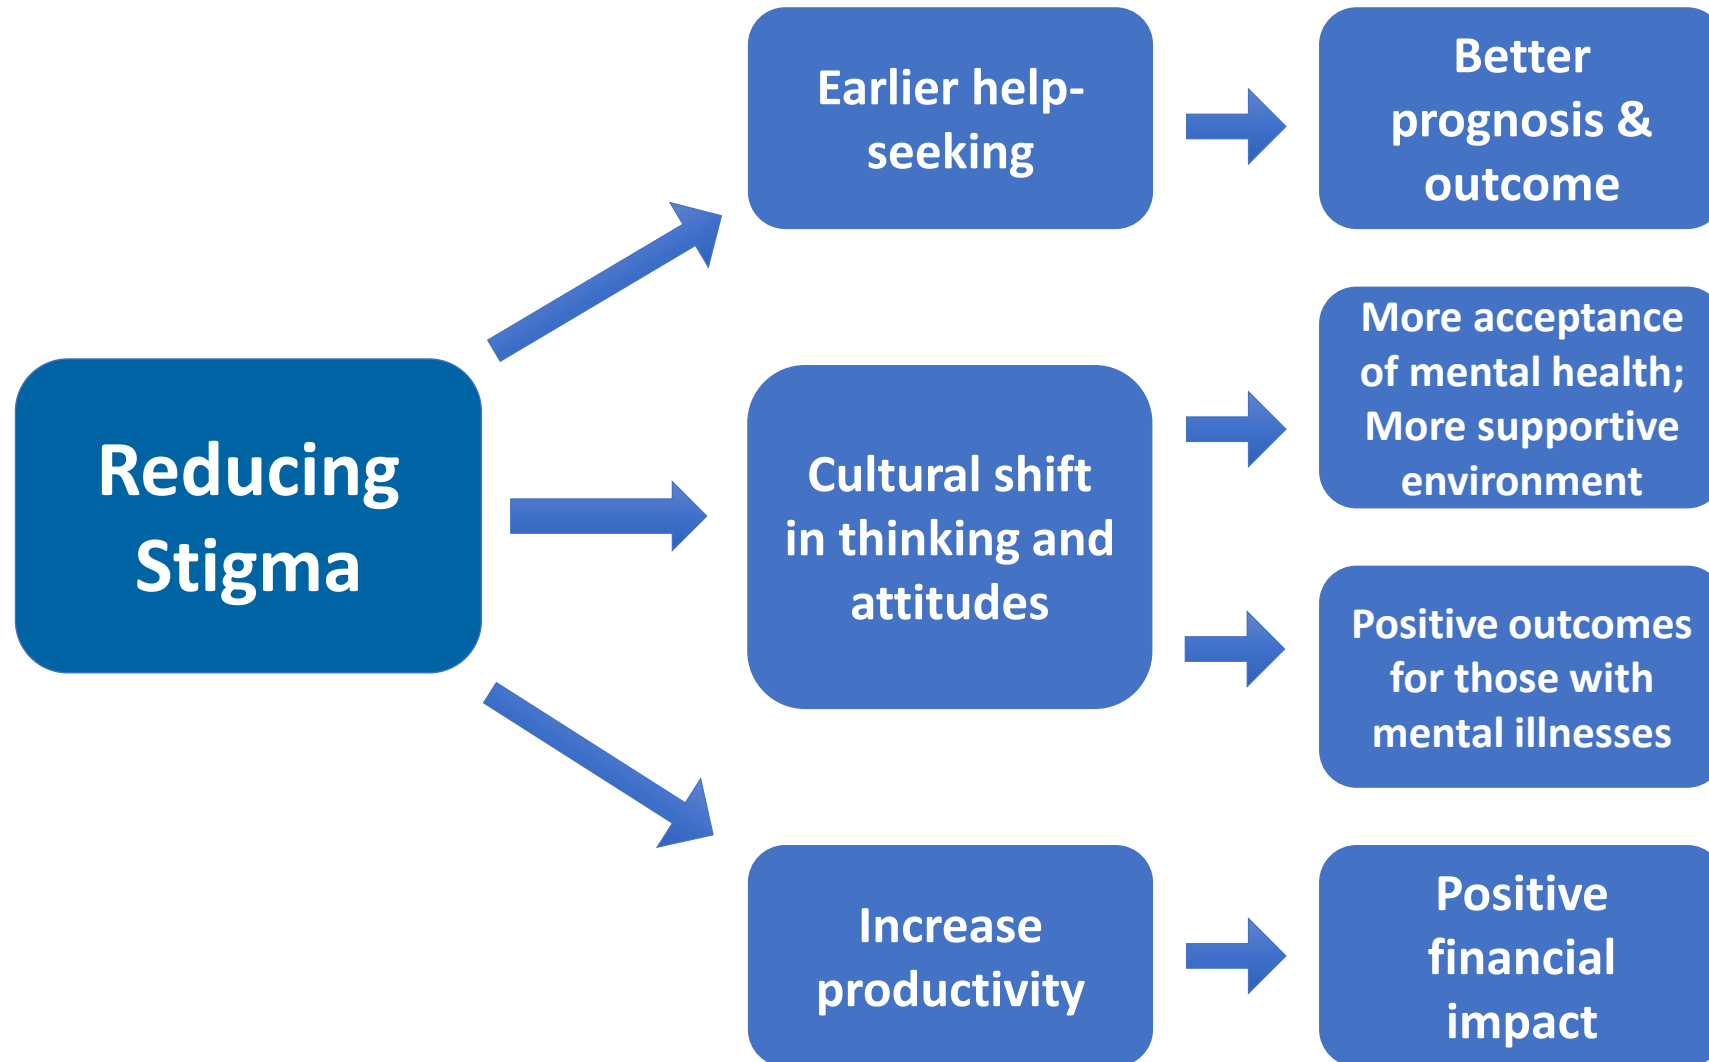 Reducing
Stigma
Earlier help-
seeking
Better
prognosis &
outcome
Cultural shift
in thinking and
attitudes
More acceptance
of mental health;
More supportive
environment
Positive outcomes
for those with
mental illnesses
Increase
productivity
Positive
financial
impact